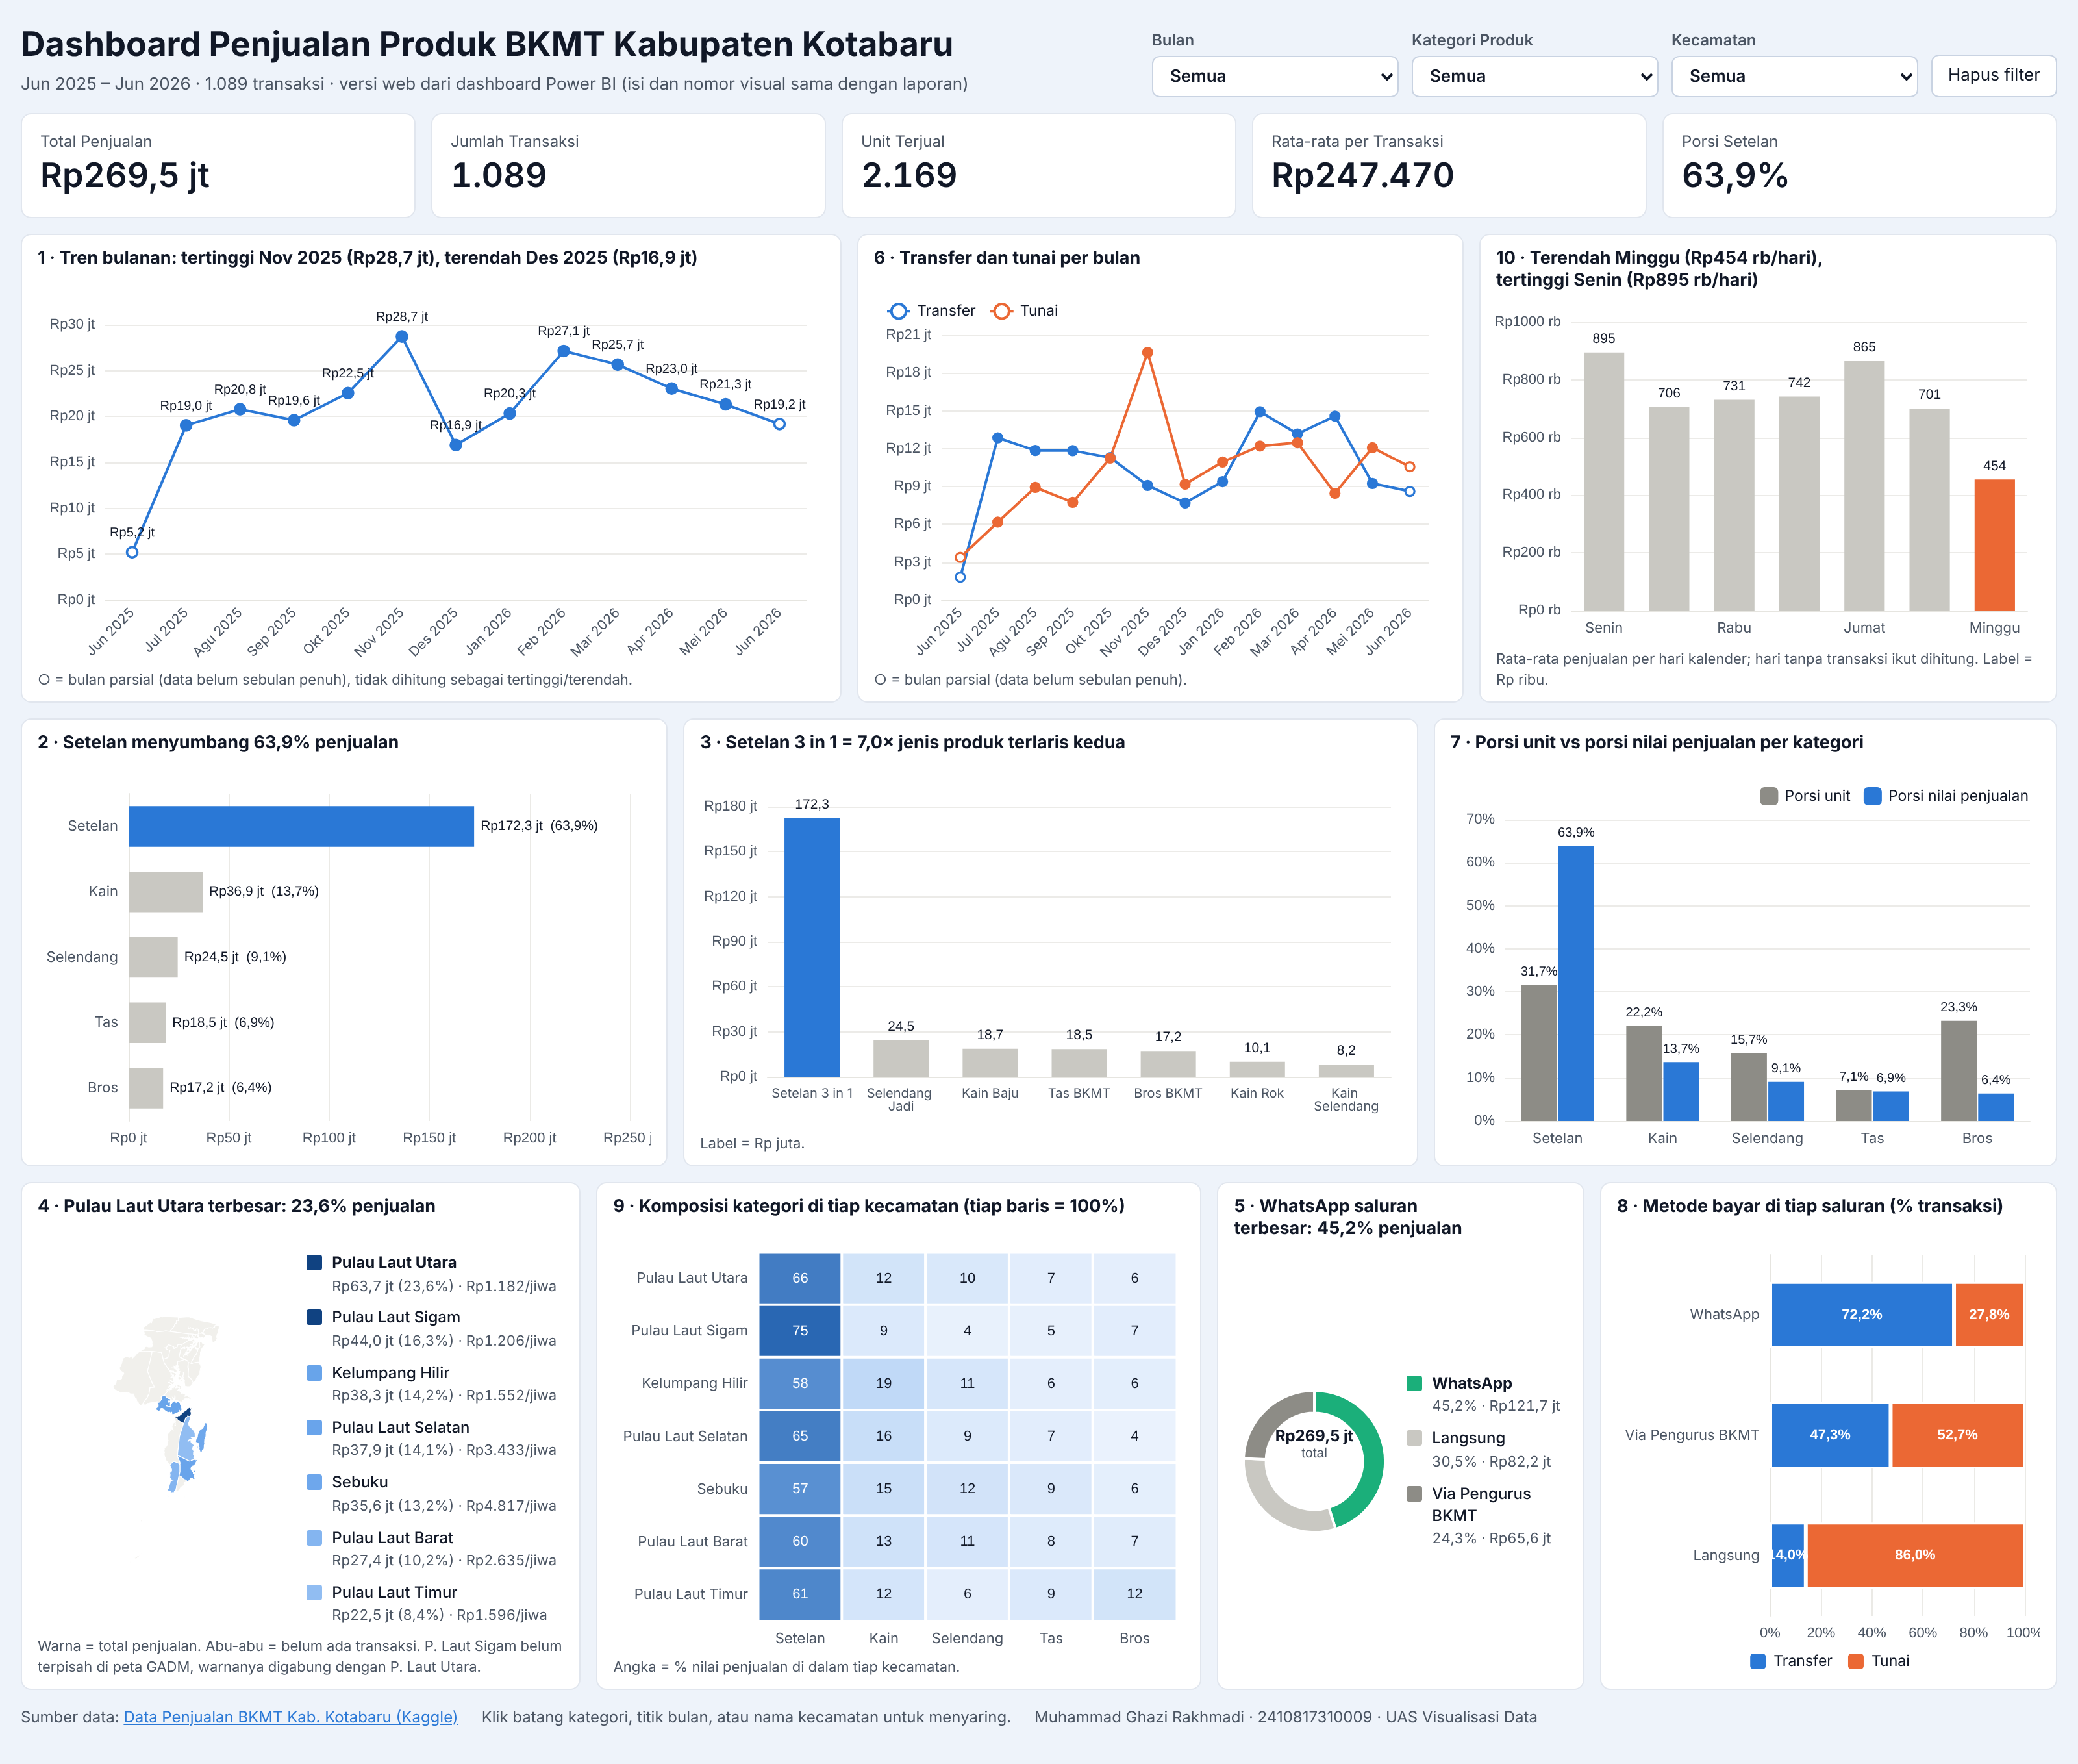 Dashboard Penjualan Produk BKMT Kabupaten Kotabaru
Jun 2025 – Jun 2026 · 1.089 transaksi · versi web dari dashboard Power BI (isi dan nomor visual sama dengan laporan)
Bulan
Semua
Kategori Produk
Semua
Kecamatan
Semua
Hapus filter
Total Penjualan
Rp269,5 jt
Jumlah Transaksi
1.089
Unit Terjual
2.169
Rata-rata per Transaksi
Rp247.470
Porsi Setelan
63,9%
1 · Tren bulanan: tertinggi Nov 2025 (Rp28,7 jt), terendah Des 2025 (Rp16,9 jt)
Rp30 jt
Rp25 jt
Rp20 jt
Rp15 jt
Rp10 jt
Rp5 jt
Rp0 jt
Rp5,2 jt
Rp19,0 jt
Rp20,8 jt
Rp19,6 jt
Rp22,5 jt
Rp28,7 jt
Rp16,9 jt
Rp20,3 jt
Rp27,1 jt
Rp25,7 jt
Rp23,0 jt
Rp21,3 jt
Rp19,2 jt
Jun 2025
Jul 2025
Agu 2025
Sep 2025
Okt 2025
Nov 2025
Des 2025
Jan 2026
Feb 2026
Mar 2026
Apr 2026
Mei 2026
Jun 2026
O = bulan parsial (data belum sebulan penuh), tidak dihitung sebagai tertinggi/terendah.
6 · Transfer dan tunai per bulan
Transfer
Tunai
Rp21 jt
Rp18 jt
Rp15 jt
Rp12 jt
Rp9 jt
Rp6 jt
Rp3 jt
Rp0 jt
Jun 2025
Jul 2025
Agu 2025
Sep 2025
Okt 2025
Nov 2025
Des 2025
Jan 2026
Feb 2026
Mar 2026
Apr 2026
Mei 2026
Jun 2026
O = bulan parsial (data belum sebulan penuh).
10 · Terendah Minggu (Rp454 rb/hari),
tertinggi Senin (Rp895 rb/hari)
Rp1000 rb
Rp800 rb
Rp600 rb
Rp400 rb
Rp200 rb
Rp0 rb
895
706
731
742
865
701
454
Senin
Rabu
Jumat
Minggu
Rata-rata penjualan per hari kalender; hari tanpa transaksi ikut dihitung. Label =
Rp ribu.
2 · Setelan menyumbang 63,9% penjualan
Setelan
Rp172,3 jt (63,9%)
Kain
Rp36,9 jt (13,7%)
Selendang
Rp24,5 jt (9,1%)
Tas
Rp18,5 jt (6,9%)
Bros
Rp17,2 jt (6,4%)
Rp0 jt
Rp50 jt
Rp100 jt
Rp150 jt
Rp200 jt
Rp250 j
3 · Setelan 3 in 1 = 7,0× jenis produk terlaris kedua
Rp180 jt
Rp150 jt
Rp120 jt
Rp90 jt
Rp60 jt
Rp30 jt
Rp0 jt
172,3
24,5
18,7
18,5
17,2
10,1
8,2
Setelan 3 in 1
Selendang
Jadi
Kain Baju
Tas BKMT
Bros BKMT
Kain Rok
Kain
Selendang
Label = Rp juta.
7 · Porsi unit vs porsi nilai penjualan per kategori
Porsi unit
Porsi nilai penjualan
70%
60%
50%
40%
30%
20%
10%
0%
31,7%
63,9%
22,2%
13,7%
15,7%
9,1%
7,1%
6,9%
23,3%
6,4%
Setelan
Kain
Selendang
Tas
Bros
4 · Pulau Laut Utara terbesar: 23,6% penjualan
Pulau Laut Utara
Rp63,7 jt (23,6%) · Rp1.182/jiwa
Pulau Laut Sigam
Rp44,0 jt (16,3%) · Rp1.206/jiwa
Kelumpang Hilir
Rp38,3 jt (14,2%) · Rp1.552/jiwa
Pulau Laut Selatan
Rp37,9 jt (14,1%) · Rp3.433/jiwa
Sebuku
Rp35,6 jt (13,2%) · Rp4.817/jiwa
Pulau Laut Barat
Rp27,4 jt (10,2%) · Rp2.635/jiwa
Pulau Laut Timur
Rp22,5 jt (8,4%) · Rp1.596/jiwa
Warna = total penjualan. Abu-abu = belum ada transaksi. P. Laut Sigam belum
terpisah di peta GADM, warnanya digabung dengan P. Laut Utara.
9 · Komposisi kategori di tiap kecamatan (tiap baris = 100%)
Pulau Laut Utara 66 12 10 7 6
Pulau Laut Sigam 75 9 4 5 7
Kelumpang Hilir 58 19 11 6 6
Pulau Laut Selatan 65 16 9 7 4
Sebuku 57 15 12 9 6
Pulau Laut Barat 60 13 11 8 7
Pulau Laut Timur 61 12 6 9 12
Setelan Kain Selendang Tas Bros
Angka = % nilai penjualan di dalam tiap kecamatan.
5 · WhatsApp saluran
terbesar: 45,2% penjualan
Rp269,5 jt
total
WhatsApp
45,2% · Rp121,7 jt
Langsung
30,5% · Rp82,2 jt
Via Pengurus
BKMT
24,3% · Rp65,6 jt
8 · Metode bayar di tiap saluran (% transaksi)
WhatsApp
72,2%
27,8%
Via Pengurus BKMT
47,3%
52,7%
Langsung
14,0%
86,0%
0%
20%
40%
60%
80%
100%
Transfer
Tunai
Sumber data: Data Penjualan BKMT Kab. Kotabaru (Kaggle)
Klik batang kategori, titik bulan, atau nama kecamatan untuk menyaring.
Muhammad Ghazi Rakhmadi · 2410817310009 · UAS Visualisasi Data